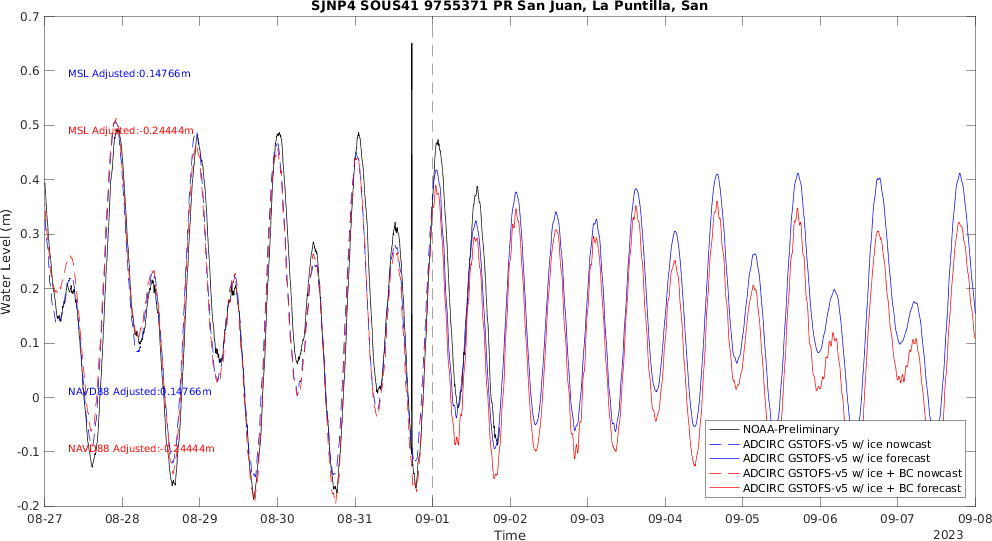 SJNP4 SOUS41 9755371 PR San Juan, La Puntilla, San
0.7
0.6
0.5
0.4
0.3
0.2
0.1
0
-0.1
-0.2
Water Level (m)
MSL Adjusted:0.14766m
MSL Adjusted:-0.24444m
NAVD88 Adjusted:0.14766m
NAVD88 Adjusted:-0.24444m
NOAA-Preliminary
ADCIRC GSTOFS-v5 w/ ice nowcast
ADCIRC GSTOFS-v5 w/ ice forecast
ADCIRC GSTOFS-v5 w/ ice + BC nowcast
ADCIRC GSTOFS-v5 w/ ice + BC forecast
08-27 08-28 08-29 08-30 08-31 09-01 09-02 09-03 09-04 09-05 09-06 09-07 09-08
Time
2023